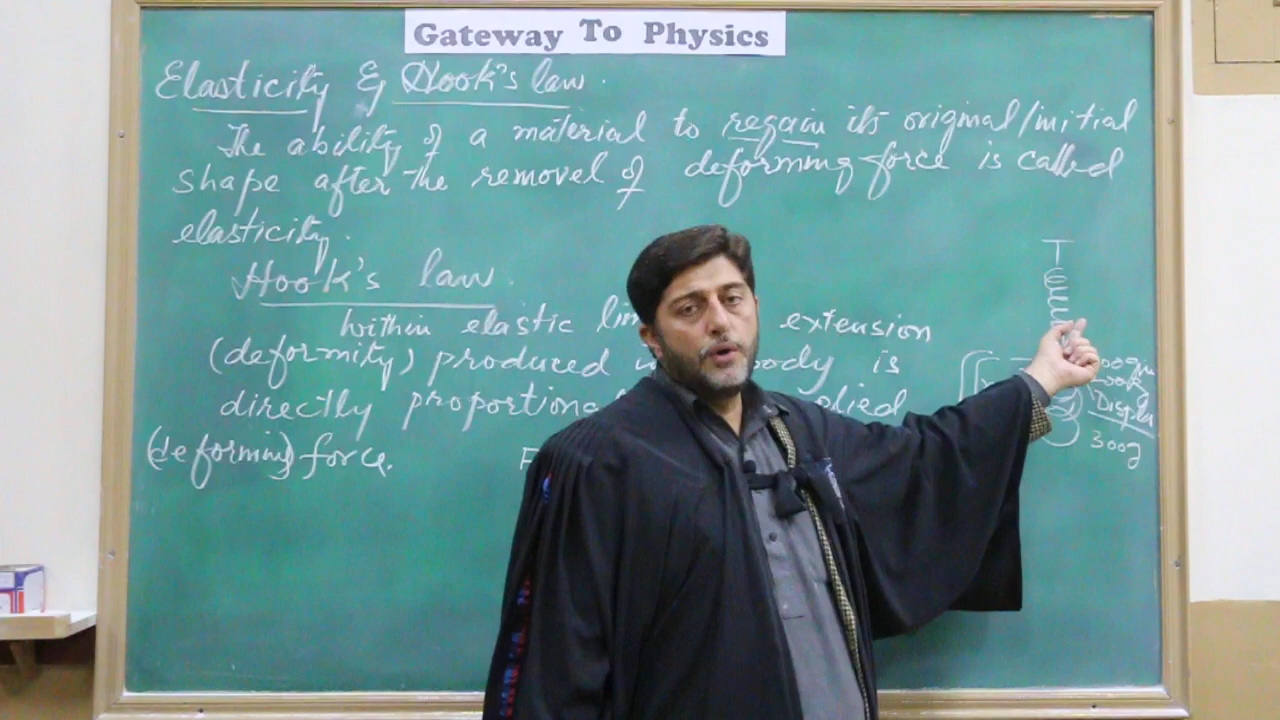 Gateway To Physics
Elasticity & Hook's law.
The ability of a material to regain its original/initial
shape after the removel of deforming force is called
elasticity.
Hook's law.
within elastic extension
(deformity) produced body is
directly
(deforming) force. F
300g